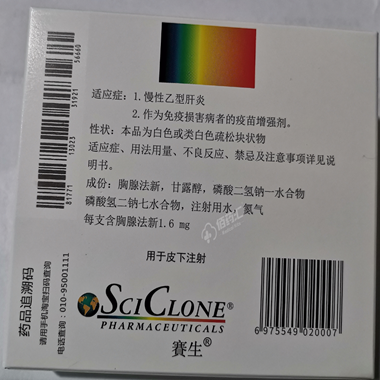 适应症：1.慢性乙型肝炎
2.作为免疫损害病者的疫苗增强剂。
性状：本品为白色或类白色疏松块状物
适应症、用法用量、不良反应、禁忌及注意事项详见说
明书。
成份：胸腺法新，甘露醇，磷酸二氢钠一水合物
磷酸氢二钠七水合物，注射用水，氮气
每支含胸腺法新1.6 mg
用于皮下注射
SCICLONE®
PHARMACEUTICALS
賽生®
6 975549 020007
药品追溯码
请用手机淘宝扫码查询
电话查询：010-95001111
81771 13023 31921 56660